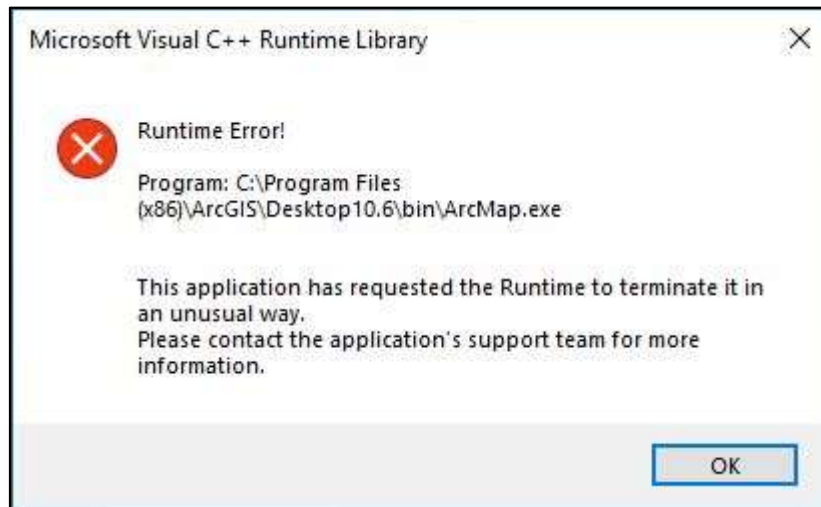 Microsoft Visual C++ Runtime Library
Runtime Error!
Program: C:\Program Files
(x86)\ArcGIS\Desktop10.6\bin\ArcMap.exe
This application has requested the Runtime to terminate it in
an unusual way.
Please contact the application's support team for more
information.
OK